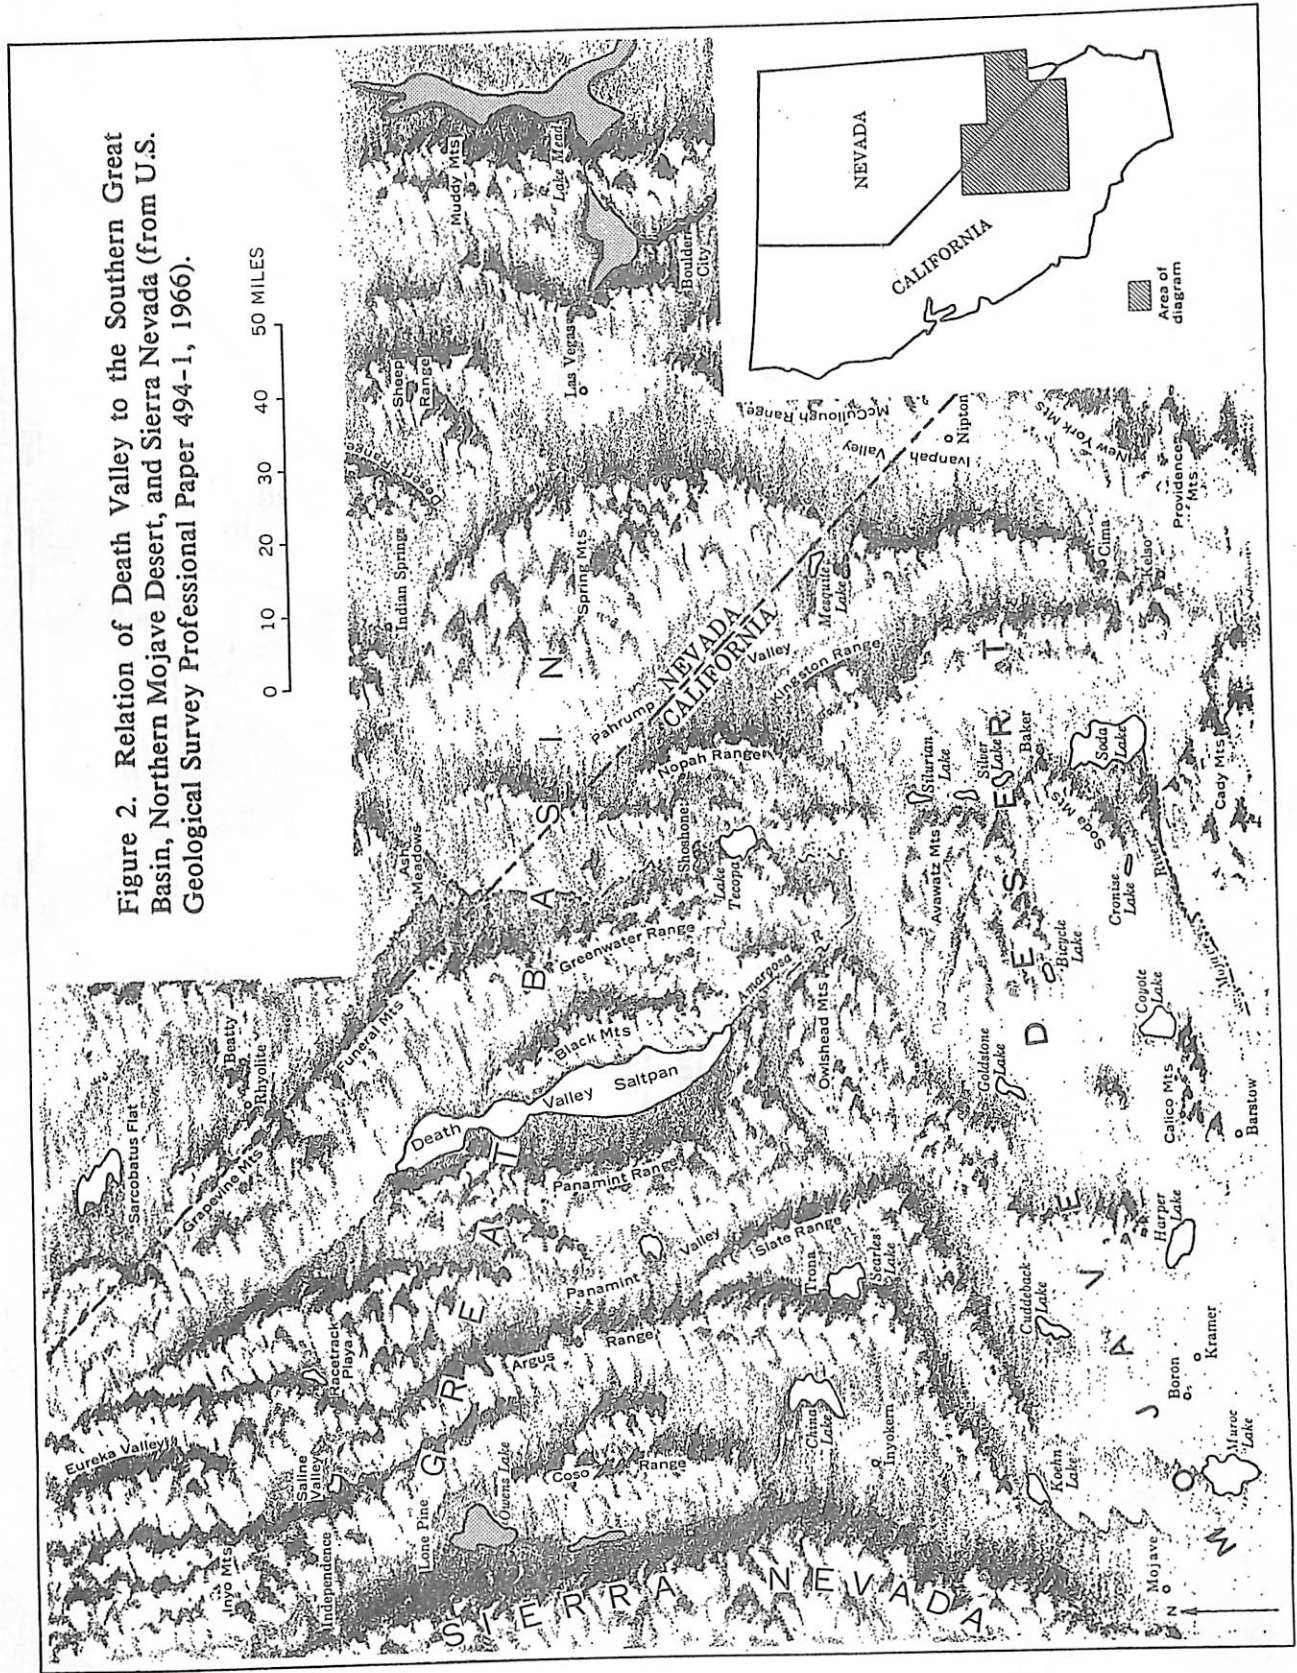 Figure 2. Relation of Death Valley to the Southern Great
Basin, Northern Mojave Desert, and Sierra Nevada (from U.S.
Geological Survey Professional Paper 494-1, 1966).
0 10 20 30 40 50 MILES
Sarcobatus Flat
Beatty
Rhyolite
Grapevine Mts
Funeral Mts
Eureka Valley
Inyo Mts
Saline
Valley
Racetrack
Playa
Independence
Lone Pine
Owens Lake
Ash
Meadows
Indian Springs
Desert Range
Sheep
Range
Muddy Mts
Lake Mead
Boulder
City
Las Vegas
Spring Mts
GREAT BASIN
SIERRA NEVADA
Death
Valley
Saltpan
Black Mts
Greenwater Range
Amargosa R
Panamint Range
Panamint Valley
Argus Range
Coso Range
Slate Range
Trona
Searles
Lake
China
Lake
Inyokern
Owlshead Mts
Shoshone
Lake
Tecopa
Nopah Range
Pahrump Valley
NEVADA
CALIFORNIA
Kingston Range
Mesquite
Lake
McCullough Range
Ivanpah
Valley
Nipton
New York Mts
Providence
Mts
Cima
Kelso
Silurian
Lake
Silver
Lake
Baker
Soda
Lake
Soda Mts
Avawatz Mts
Cady Mts
Cronise
Lake
Bicycle
Lake
Mojave River
Goldstone
Lake
Coyote
Lake
Calico Mts
Barstow
Harper
Lake
Cuddeback
Lake
Kramer
Boron
Muroc
Lake
Koehn
Lake
Mojave
MOJAVE DESERT
N
NEVADA
CALIFORNIA
Area of
diagram